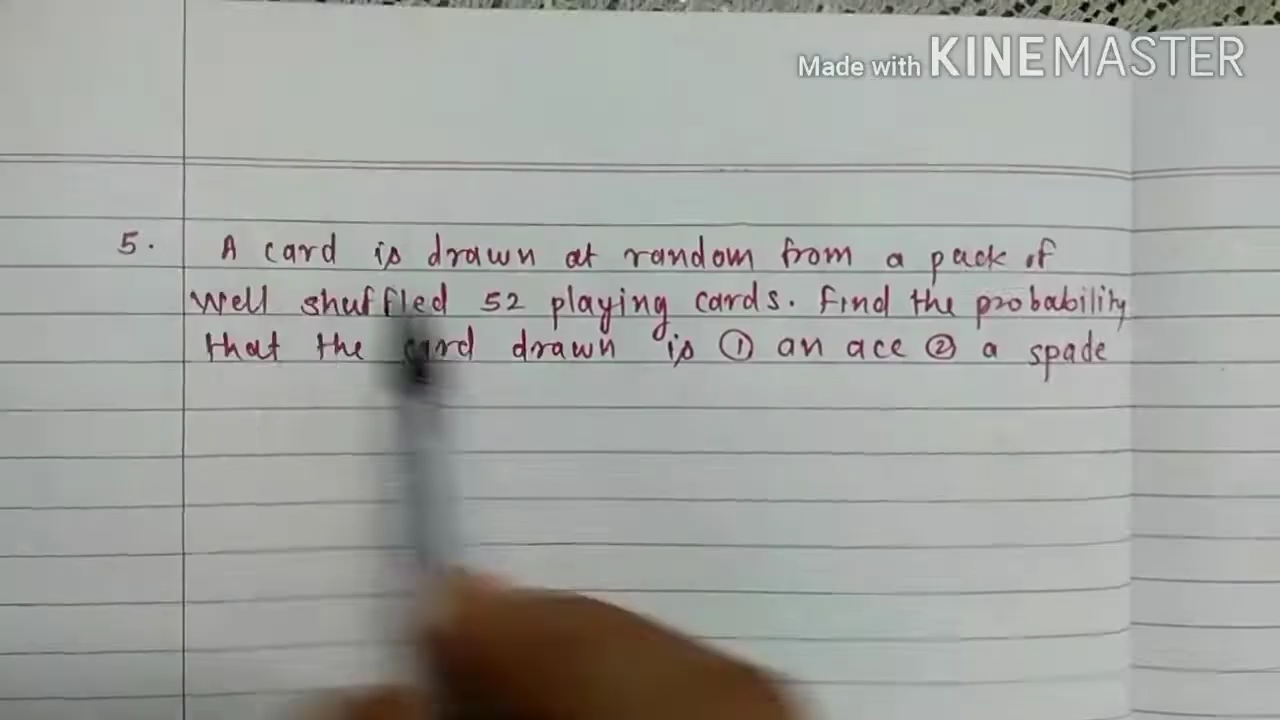 Made with KINEMASTER
5. A card is drawn at random from a pack of
well shuffled 52 playing cards. Find the probability
that the card drawn is ① an ace ② a spade